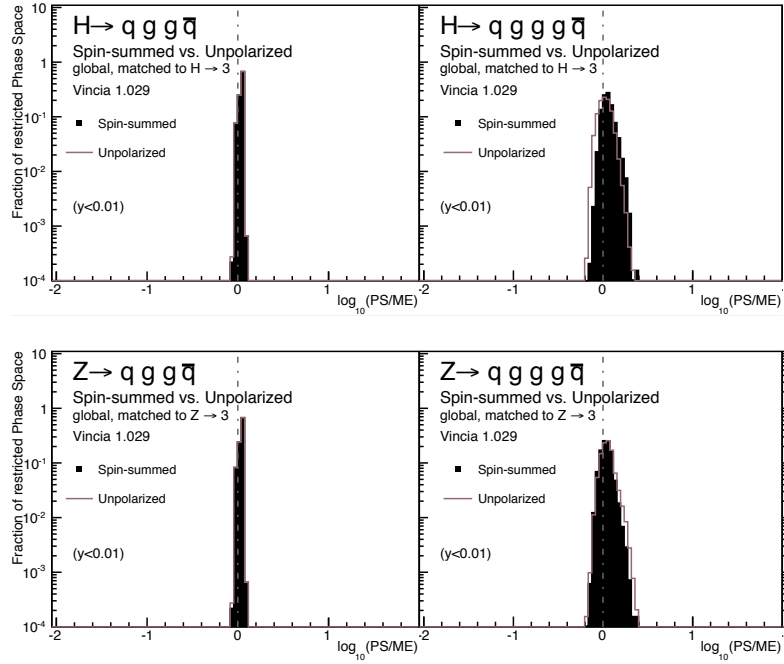 H→ q g g q̅
Spin-summed vs. Unpolarized
global, matched to H → 3
Vincia 1.029
Spin-summed
Unpolarized
(y<0.01)
Fraction of restricted Phase Space
10
1
10⁻¹
10⁻²
10⁻³
10⁻⁴
-2
-1
0
1
log₁₀(PS/ME)
H→ q g g g q̅
Spin-summed vs. Unpolarized
global, matched to H → 3
Vincia 1.029
Spin-summed
Unpolarized
(y<0.01)
-2
-1
0
1
log₁₀(PS/ME)
Z→ q g g q̅
Spin-summed vs. Unpolarized
global, matched to Z → 3
Vincia 1.029
Spin-summed
Unpolarized
(y<0.01)
Fraction of restricted Phase Space
10
1
10⁻¹
10⁻²
10⁻³
10⁻⁴
-2
-1
0
1
log₁₀(PS/ME)
Z→ q g g g q̅
Spin-summed vs. Unpolarized
global, matched to Z → 3
Vincia 1.029
Spin-summed
Unpolarized
(y<0.01)
-2
-1
0
1
log₁₀(PS/ME)